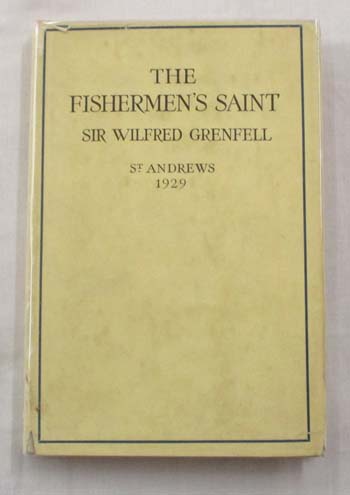 THE
FISHERMEN'S SAINT
SIR WILFRED GRENFELL
ST ANDREWS
1929